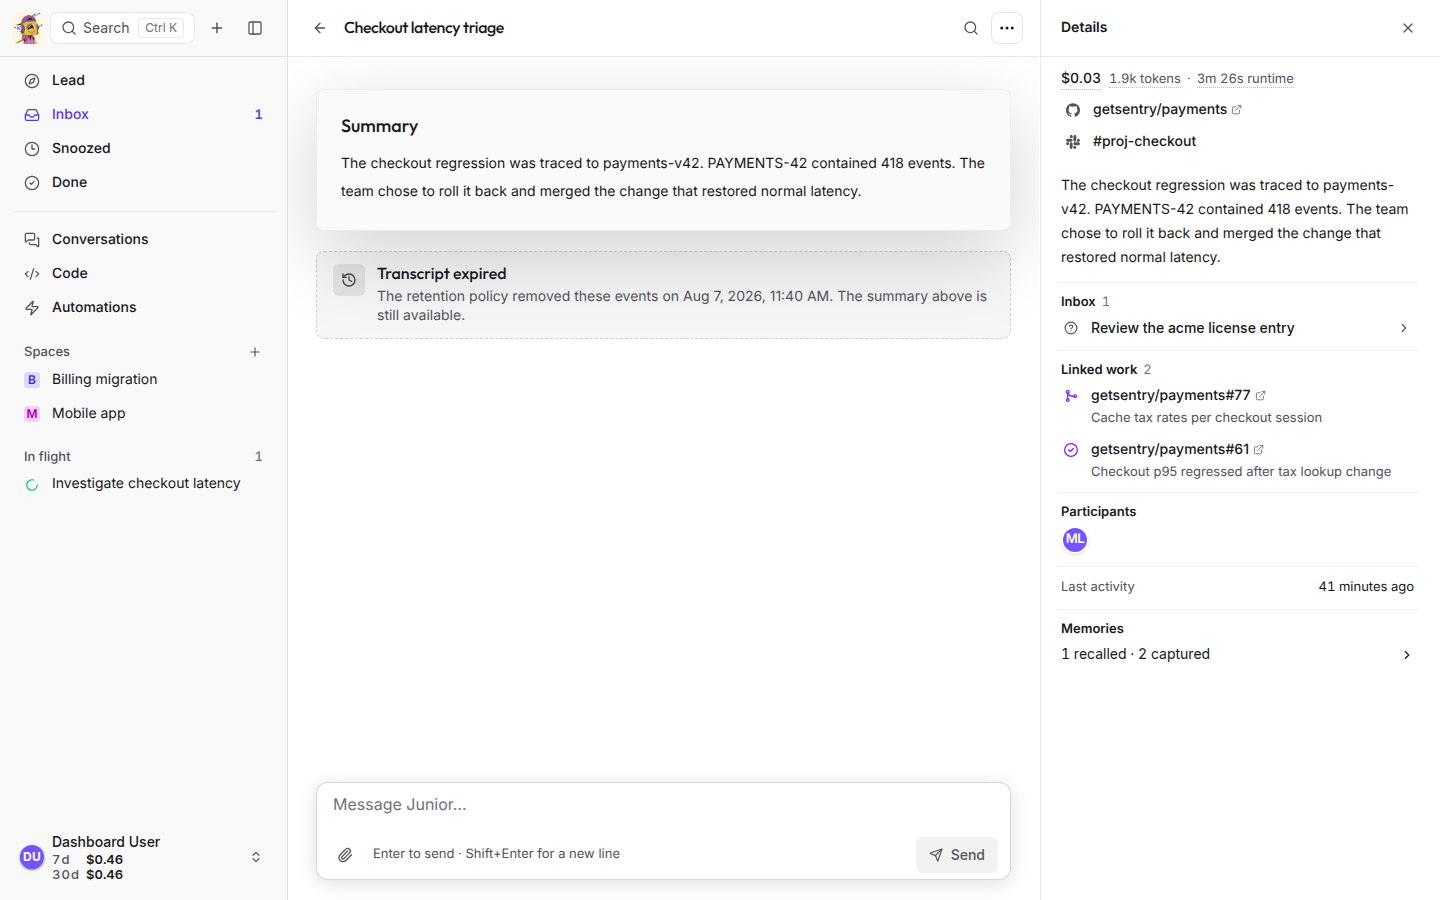 Search Ctrl K
Lead
Inbox 1
Snoozed
Done
Conversations
Code
Automations
Spaces
B Billing migration
M Mobile app
In flight 1
Investigate checkout latency
DU Dashboard User
7d $0.46
30d $0.46
Checkout latency triage
Summary
The checkout regression was traced to payments-v42. PAYMENTS-42 contained 418 events. The
team chose to roll it back and merged the change that restored normal latency.
Transcript expired
The retention policy removed these events on Aug 7, 2026, 11:40 AM. The summary above is
still available.
Message Junior...
Enter to send · Shift+Enter for a new line
Send
Details
$0.03 1.9k tokens · 3m 26s runtime
getsentry/payments
#proj-checkout
The checkout regression was traced to payments-
v42. PAYMENTS-42 contained 418 events. The team
chose to roll it back and merged the change that
restored normal latency.
Inbox 1
Review the acme license entry
Linked work 2
getsentry/payments#77
Cache tax rates per checkout session
getsentry/payments#61
Checkout p95 regressed after tax lookup change
Participants
ML
Last activity 41 minutes ago
Memories
1 recalled · 2 captured